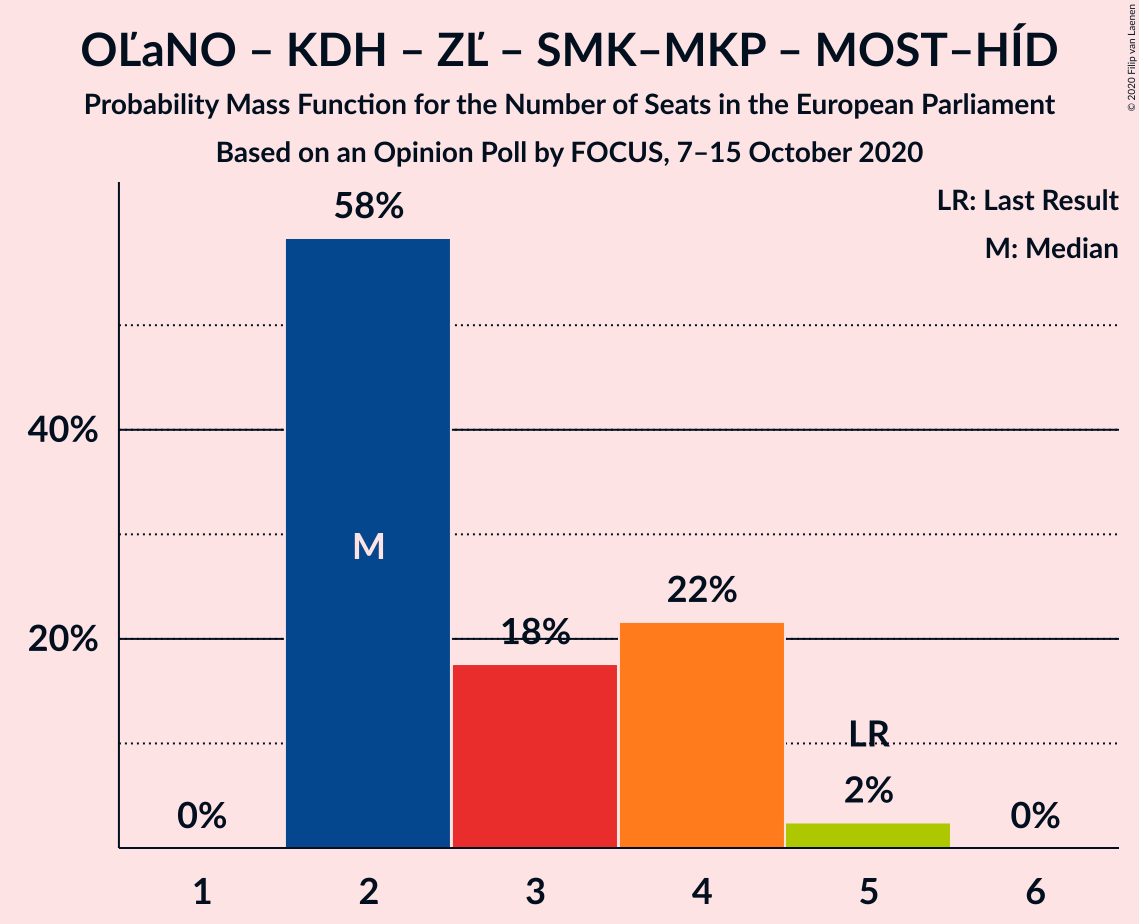 OĽaNO – KDH – ZĽ – SMK–MKP – MOST–HÍD
Probability Mass Function for the Number of Seats in the European Parliament
Based on an Opinion Poll by FOCUS, 7–15 October 2020
© 2020 Filip van Laenen
LR: Last Result
M: Median
58%
40%
M
22%
18%
20%
LR
2%
0%
0%
1 2 3 4 5 6